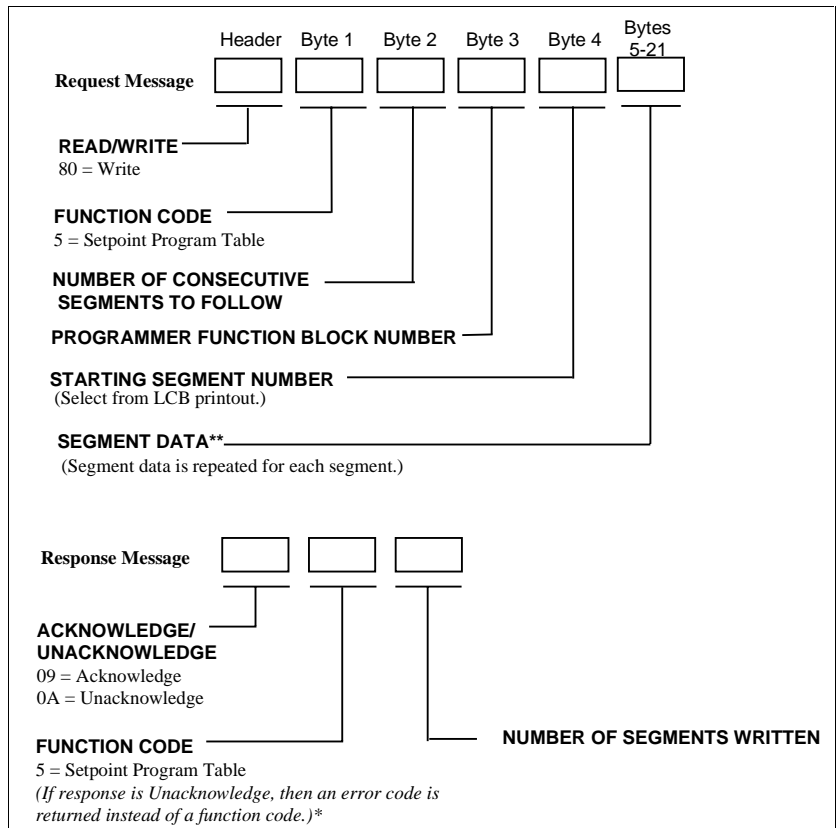 Header Byte 1 Byte 2 Byte 3 Byte 4 Bytes
5-21
Request Message
READ/WRITE
80 = Write
FUNCTION CODE
5 = Setpoint Program Table
NUMBER OF CONSECUTIVE
SEGMENTS TO FOLLOW
PROGRAMMER FUNCTION BLOCK NUMBER
STARTING SEGMENT NUMBER
(Select from LCB printout.)
SEGMENT DATA**
(Segment data is repeated for each segment.)
Response Message
ACKNOWLEDGE/
UNACKNOWLEDGE
09 = Acknowledge
0A = Unacknowledge
FUNCTION CODE
5 = Setpoint Program Table
(If response is Unacknowledge, then an error code is
returned instead of a function code.)*
NUMBER OF SEGMENTS WRITTEN